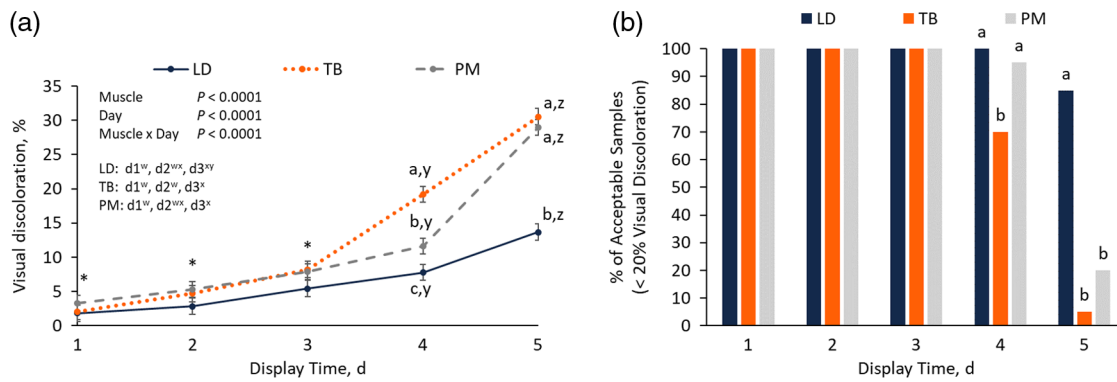 (a)
LD TB PM
Visual discoloration, %
35
30
25
20
15
10
5
0
Muscle P < 0.0001
Day P < 0.0001
Muscle x Day P < 0.0001
LD: d1ʷ, d2ʷˣ, d3ˣʸ
TB: d1ʷ, d2ʷ, d3ˣ
PM: d1ʷ, d2ʷˣ, d3ˣ
*
*
*
a,y
b,y
c,y
a,z
a,z
b,z
1 2 3 4 5
Display Time, d
(b)
LD TB PM
% of Acceptable Samples
(< 20% Visual Discoloration)
100
90
80
70
60
50
40
30
20
10
0
a
b
a
a
b
b
1 2 3 4 5
Display Time, d